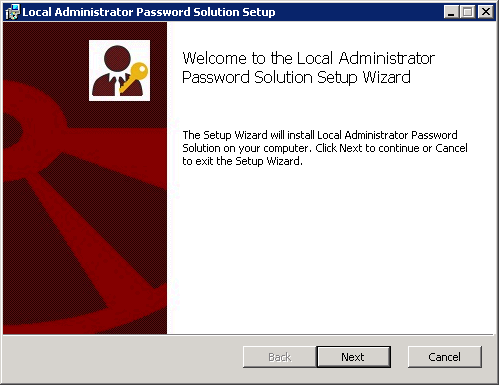 Local Administrator Password Solution Setup
Welcome to the Local Administrator
Password Solution Setup Wizard
The Setup Wizard will install Local Administrator Password
Solution on your computer. Click Next to continue or Cancel
to exit the Setup Wizard.
Back Next Cancel